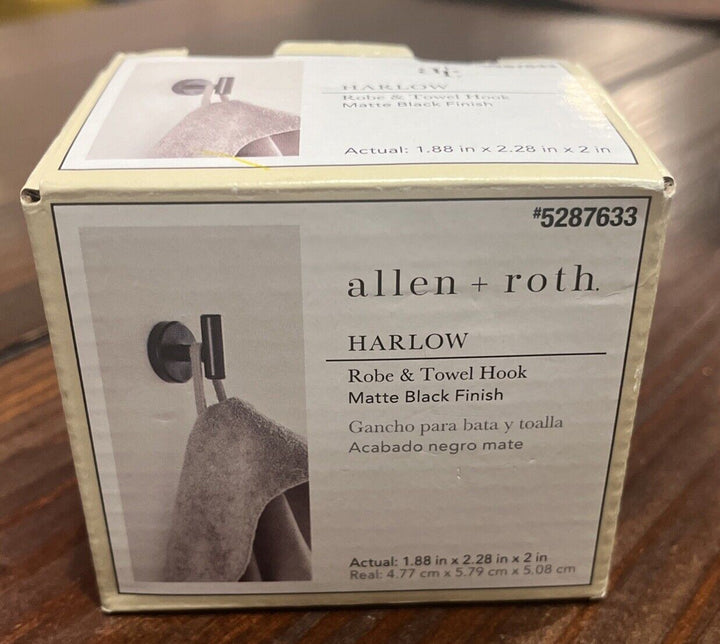 HARLOW
Robe & Towel Hook
Matte Black Finish
Actual: 1.88 in x 2.28 in x 2 in
#5287633
allen + roth.
HARLOW
Robe & Towel Hook
Matte Black Finish
Gancho para bata y toalla
Acabado negro mate
Actual: 1.88 in x 2.28 in x 2 in
Real: 4.77 cm x 5.79 cm x 5.08 cm